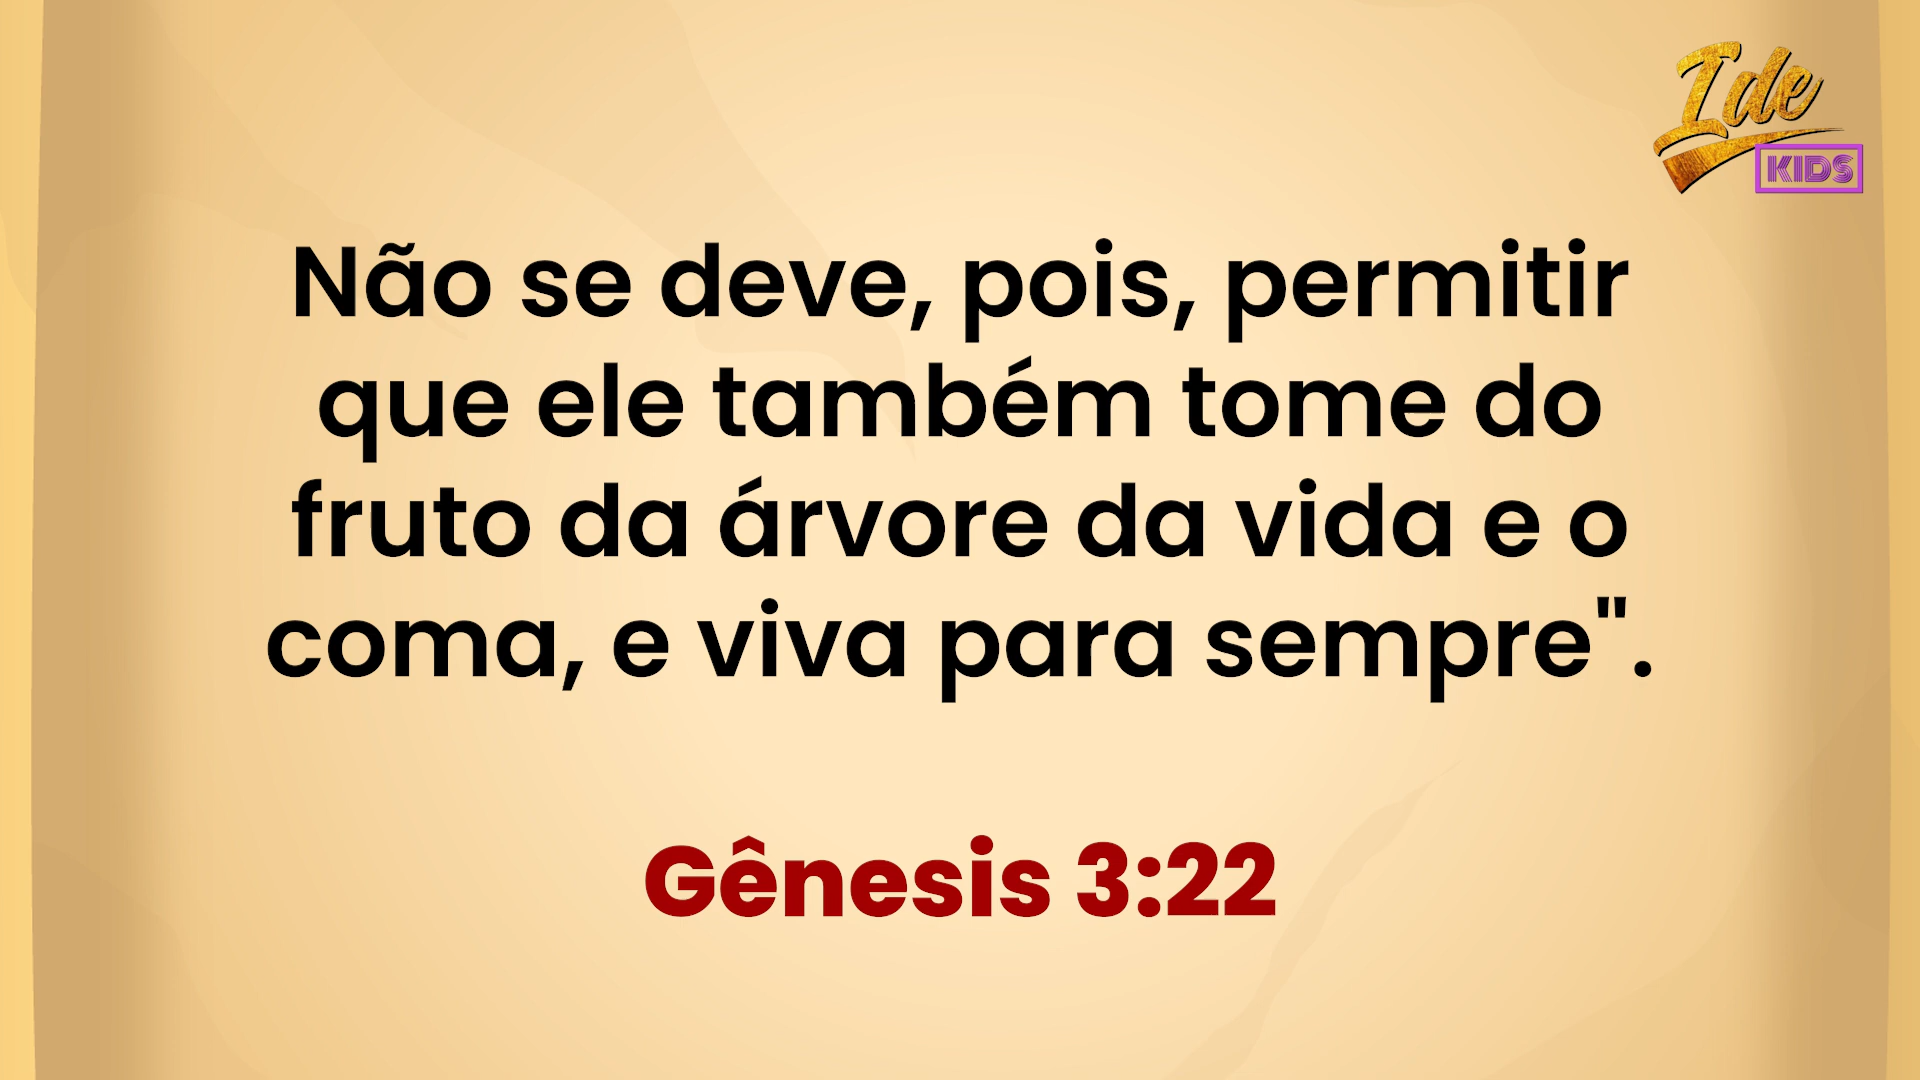 Ide
KIDS
Não se deve, pois, permitir
que ele também tome do
fruto da árvore da vida e o
coma, e viva para sempre".
Gênesis 3:22